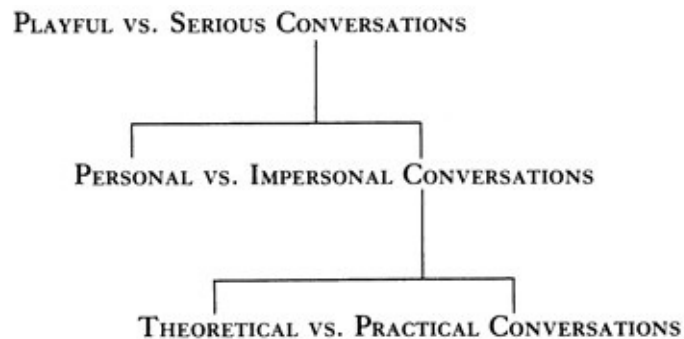 Playful vs. Serious Conversations
Personal vs. Impersonal Conversations
Theoretical vs. Practical Conversations